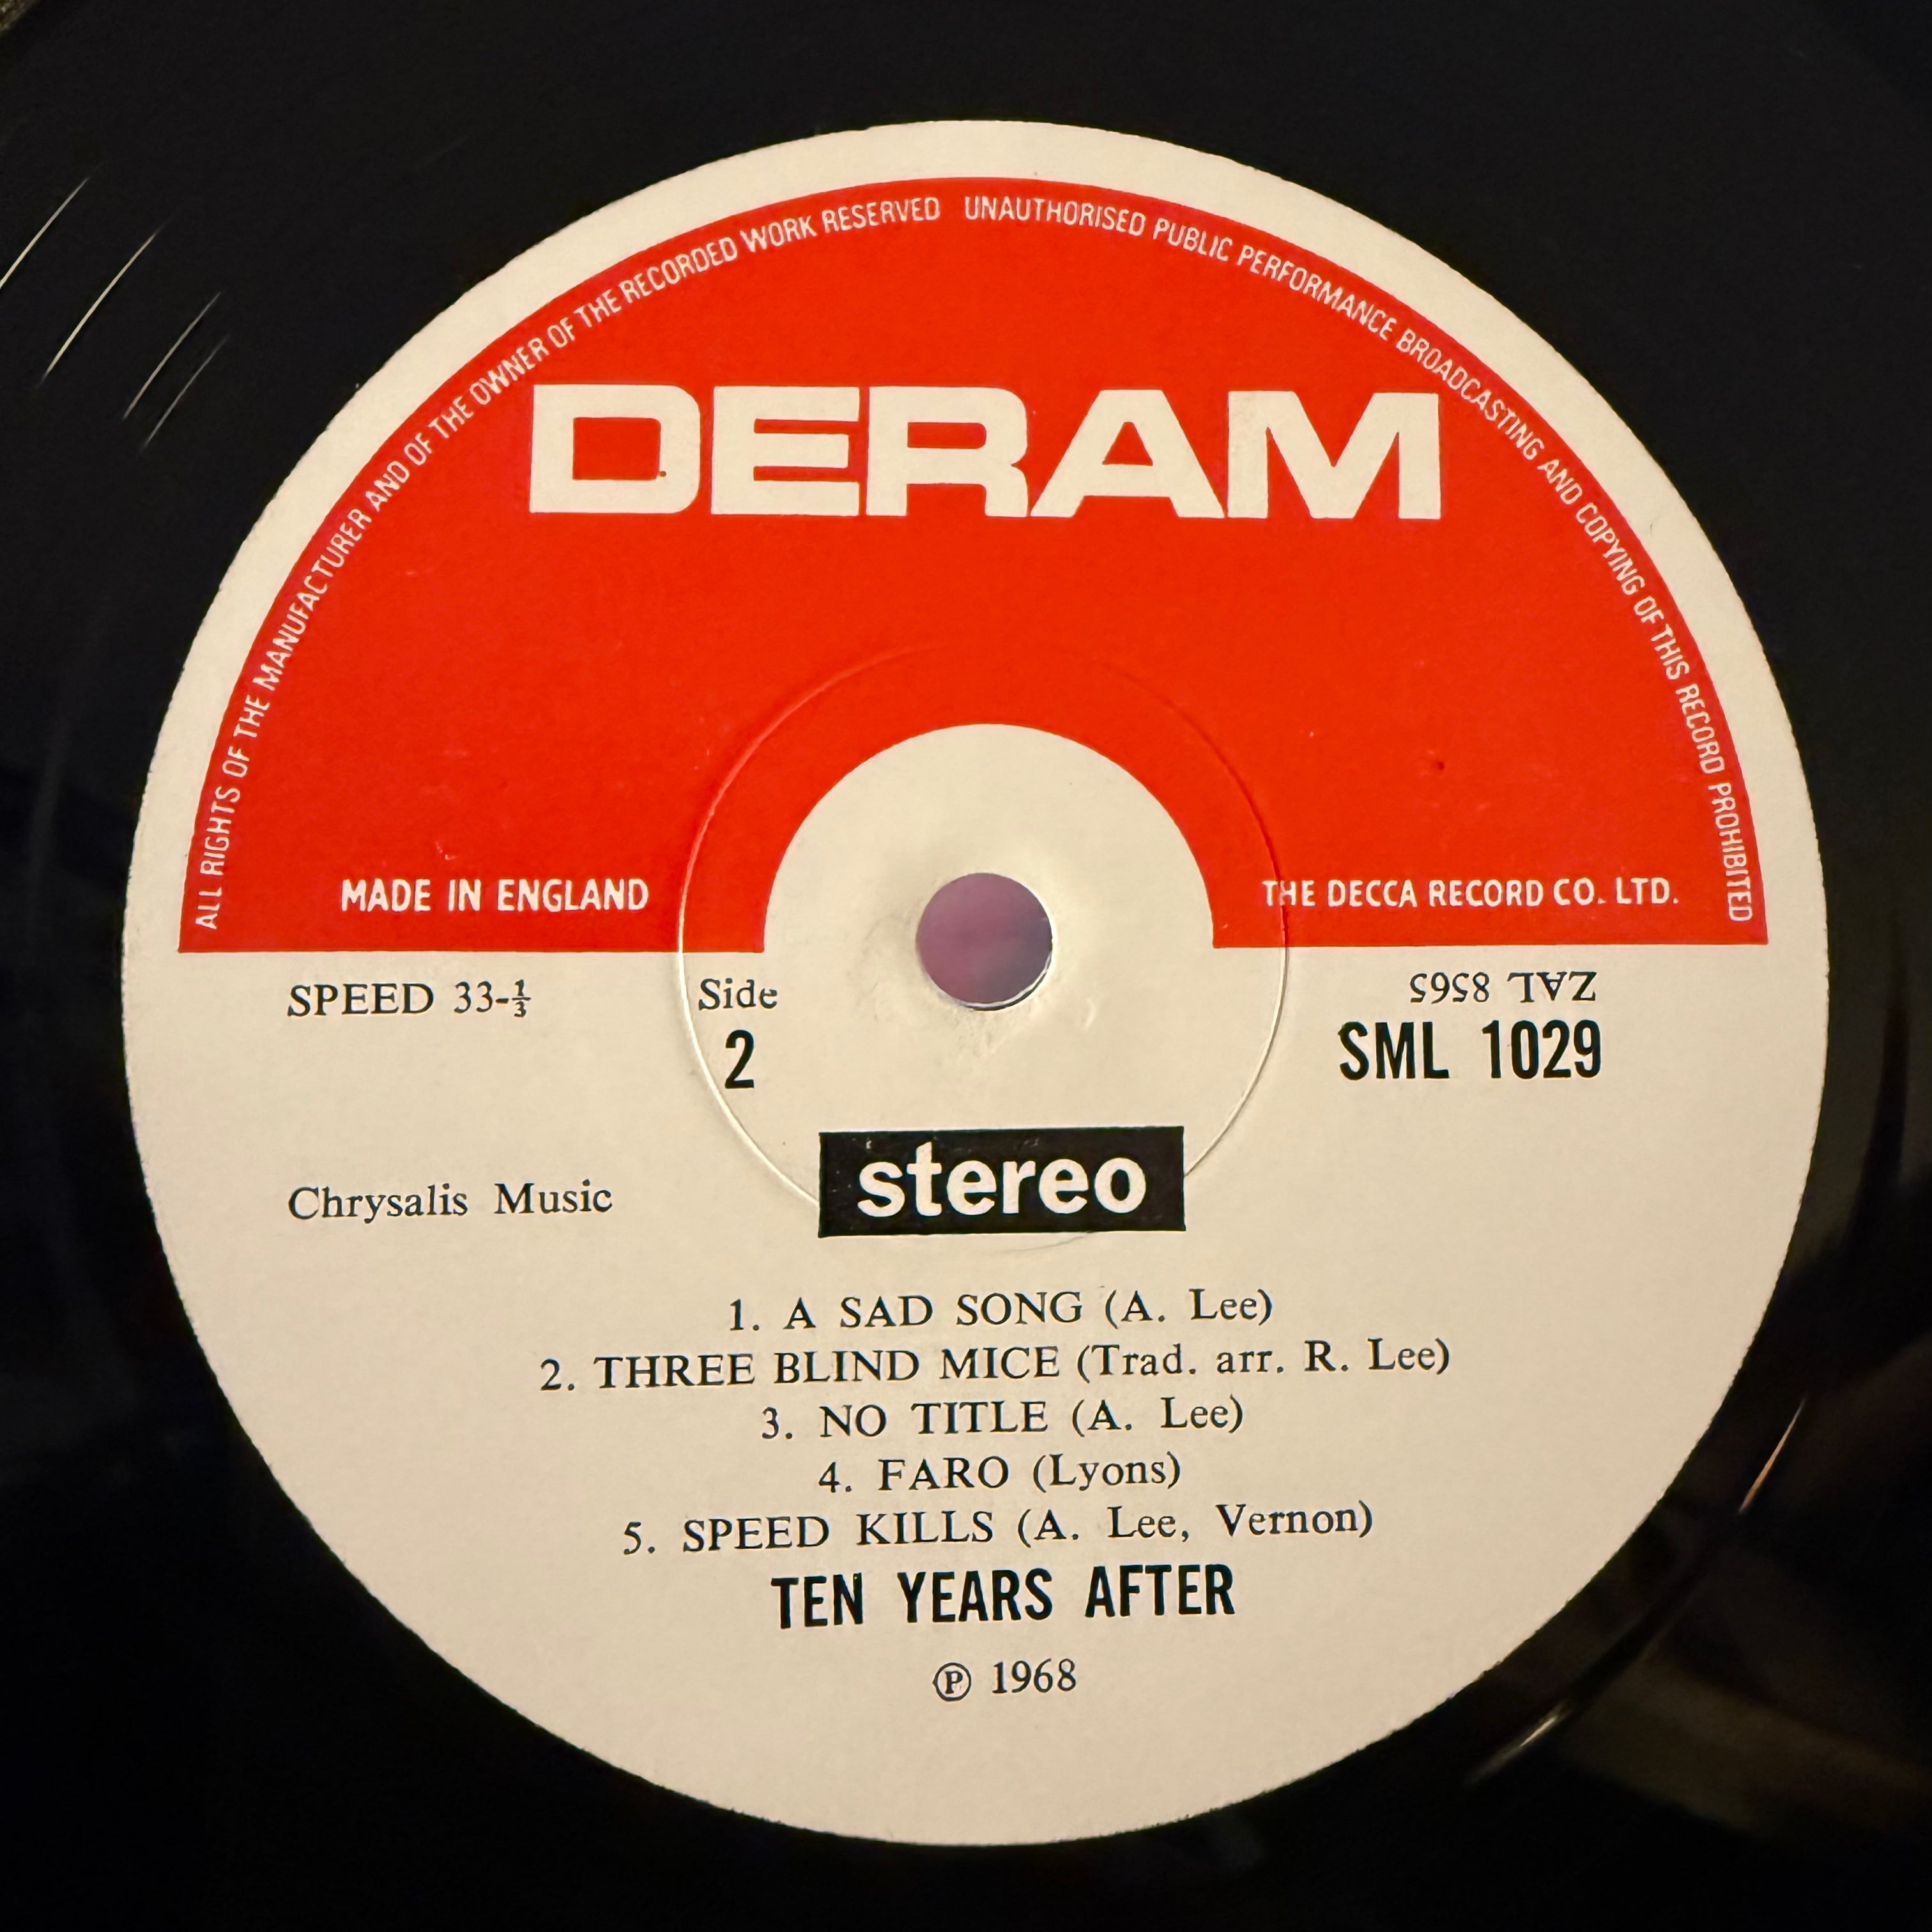 ALL RIGHTS OF THE MANUFACTURER AND OF THE OWNER OF THE RECORDED WORK RESERVED UNAUTHORISED PUBLIC PERFORMANCE BROADCASTING AND COPYING OF THIS RECORD PROHIBITED
DERAM
MADE IN ENGLAND
THE DECCA RECORD CO. LTD.
SPEED 33-⅓
Side
2
ZAL 8565
SML 1029
stereo
Chrysalis Music
1. A SAD SONG (A. Lee)
2. THREE BLIND MICE (Trad. arr. R. Lee)
3. NO TITLE (A. Lee)
4. FARO (Lyons)
5. SPEED KILLS (A. Lee, Vernon)
TEN YEARS AFTER
Ⓟ 1968